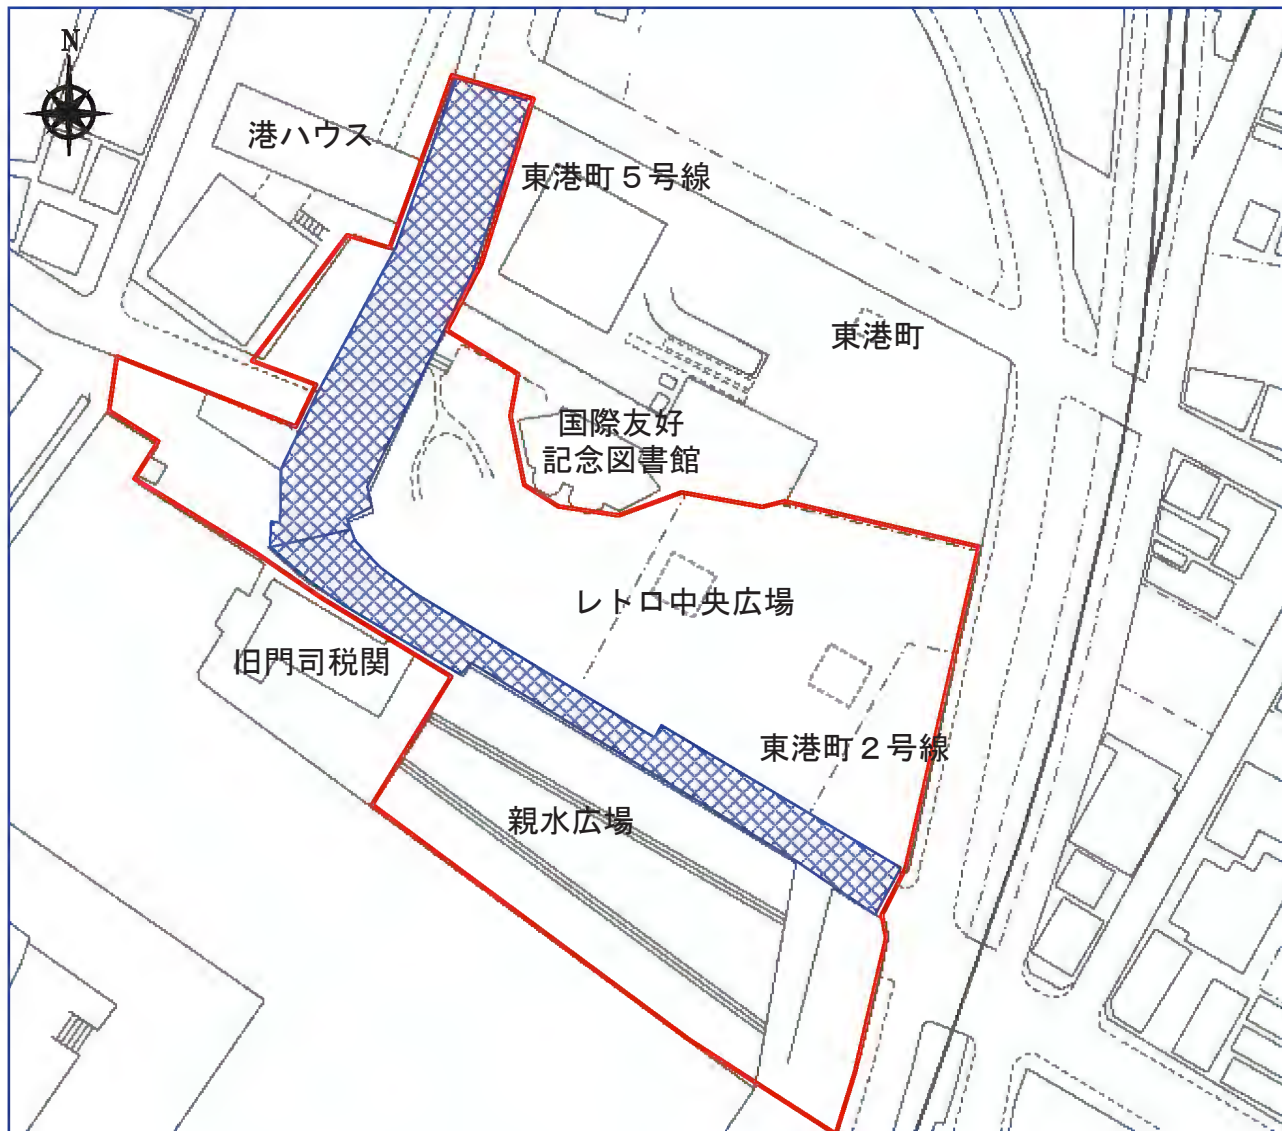 N
港ハウス
東港町５号線
東港町
国際友好
記念図書館
レトロ中央広場
旧門司税関
東港町２号線
親水広場